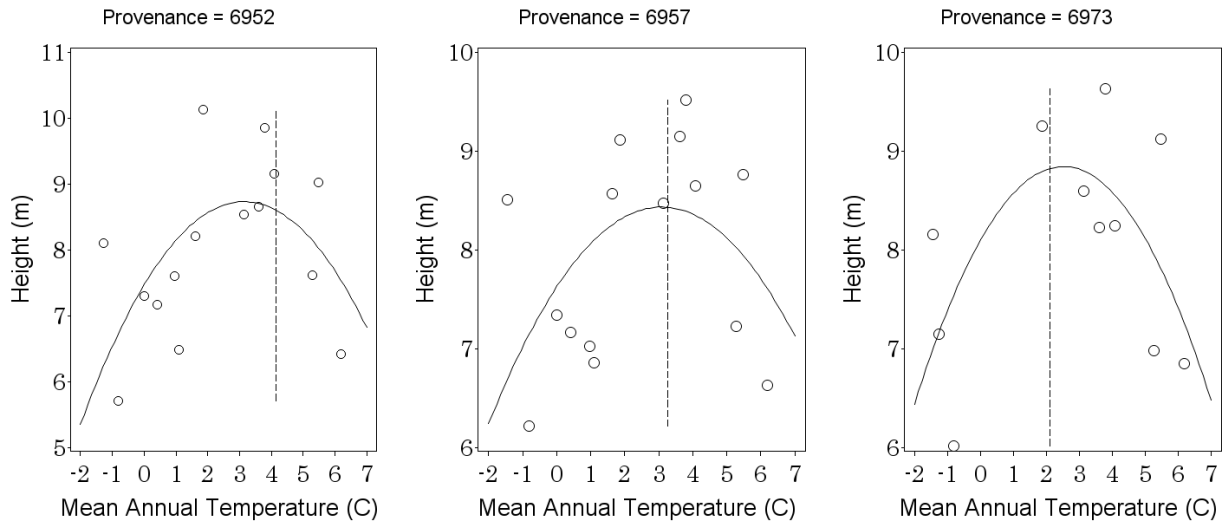 Provenance = 6952
Height (m)
11
10
9
8
7
6
5
-2 -1 0 1 2 3 4 5 6 7
Mean Annual Temperature (C)
Provenance = 6957
Height (m)
10
9
8
7
6
-2 -1 0 1 2 3 4 5 6 7
Mean Annual Temperature (C)
Provenance = 6973
Height (m)
10
9
8
7
6
-2 -1 0 1 2 3 4 5 6 7
Mean Annual Temperature (C)